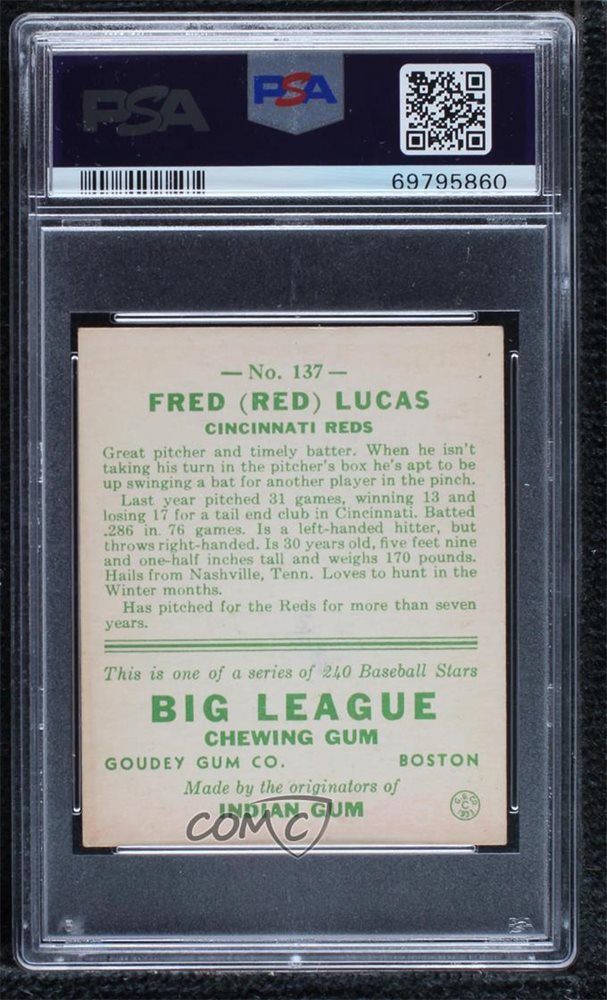 PSA
PSA
69795860
— No. 137 —
FRED (RED) LUCAS
CINCINNATI REDS
Great pitcher and timely batter. When he isn't
taking his turn in the pitcher's box he's apt to be
up swinging a bat for another player in the pinch.
Last year pitched 31 games, winning 13 and
losing 17 for a tail end club in Cincinnati. Batted
.286 in 76 games. Is a left-handed hitter, but
throws right-handed. Is 30 years old, five feet nine
and one-half inches tall and weighs 170 pounds.
Hails from Nashville, Tenn. Loves to hunt in the
Winter months.
Has pitched for the Reds for more than seven
years.
This is one of a series of 240 Baseball Stars
BIG LEAGUE
CHEWING GUM
GOUDEY GUM CO. BOSTON
Made by the originators of
INDIAN GUM
COMC